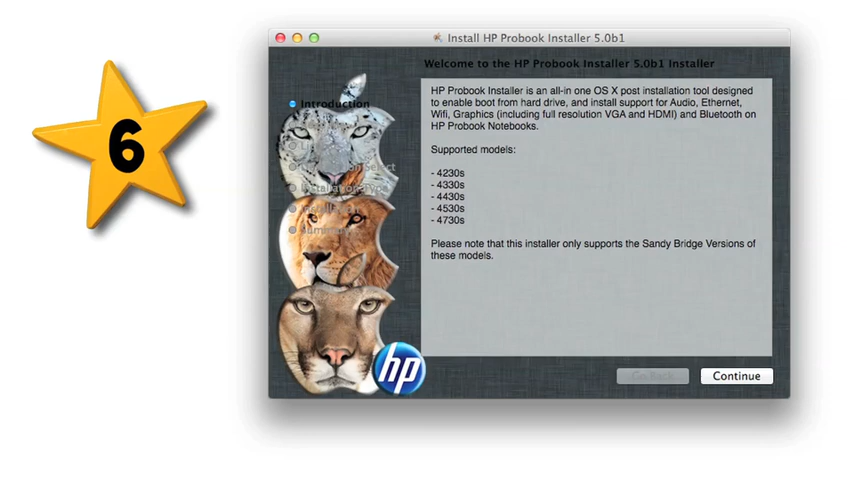 6
Install HP Probook Installer 5.0b1
Welcome to the HP Probook Installer 5.0b1 Installer
Introduction
HP Probook Installer is an all-in one OS X post installation tool designed
to enable boot from hard drive, and install support for Audio, Ethernet,
Wifi, Graphics (including full resolution VGA and HDMI) and Bluetooth on
HP Probook Notebooks.
Supported models:
- 4230s
- 4330s
- 4430s
- 4530s
- 4730s
Please note that this installer only supports the Sandy Bridge Versions of
these models.
hp
Go Back
Continue